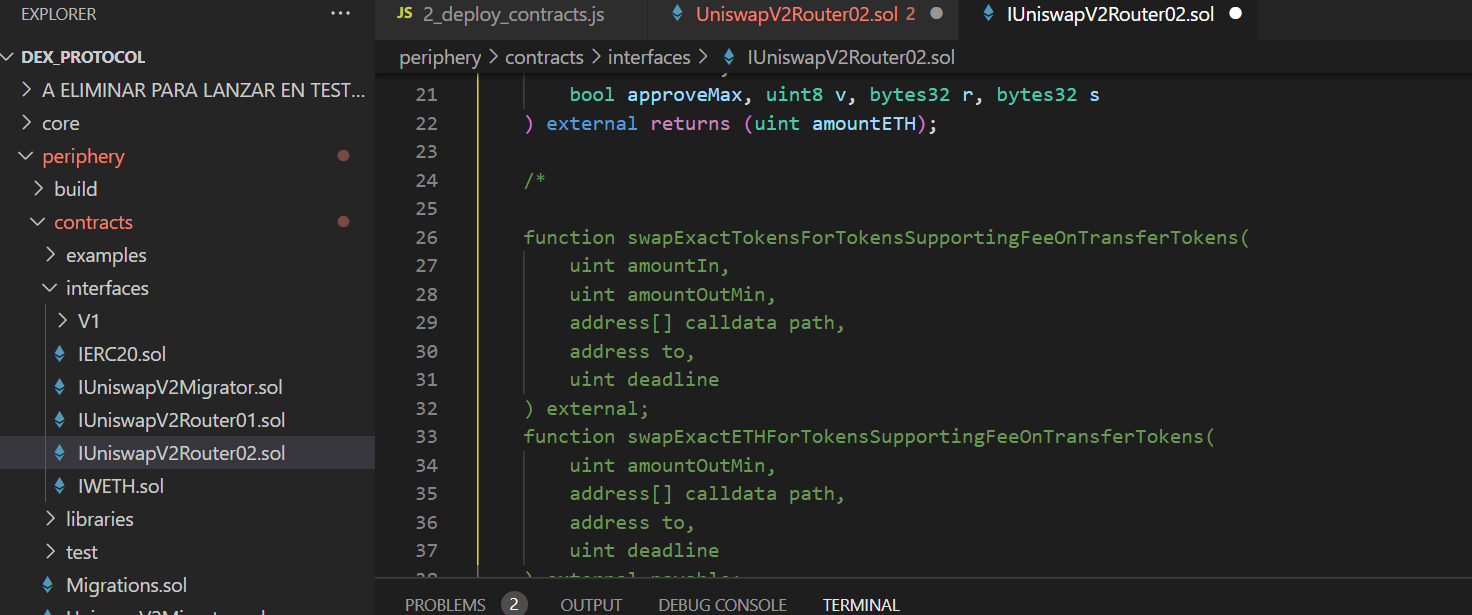 EXPLORER
DEX_PROTOCOL
A ELIMINAR PARA LANZAR EN TEST...
core
periphery
build
contracts
examples
interfaces
V1
IERC20.sol
IUniswapV2Migrator.sol
IUniswapV2Router01.sol
IUniswapV2Router02.sol
IWETH.sol
libraries
test
Migrations.sol
JS 2_deploy_contracts.js
UniswapV2Router02.sol 2
IUniswapV2Router02.sol
periphery > contracts > interfaces > IUniswapV2Router02.sol
21 bool approveMax, uint8 v, bytes32 r, bytes32 s
22 ) external returns (uint amountETH);
23
24 /*
25
26 function swapExactTokensForTokensSupportingFeeOnTransferTokens(
27 uint amountIn,
28 uint amountOutMin,
29 address[] calldata path,
30 address to,
31 uint deadline
32 ) external;
33 function swapExactETHForTokensSupportingFeeOnTransferTokens(
34 uint amountOutMin,
35 address[] calldata path,
36 address to,
37 uint deadline
38 ) external payable;
PROBLEMS 2 OUTPUT DEBUG CONSOLE TERMINAL